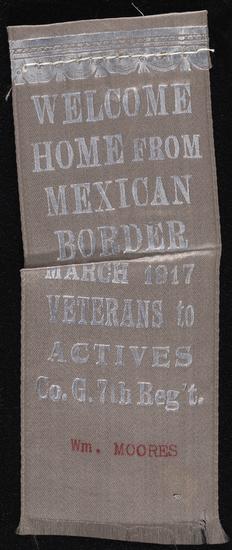 WELCOME
HOME FROM
MEXICAN
BORDER
MARCH 1917
VETERANS to
ACTIVES
Co. G. 7th Reg't.
Wm. MOORES